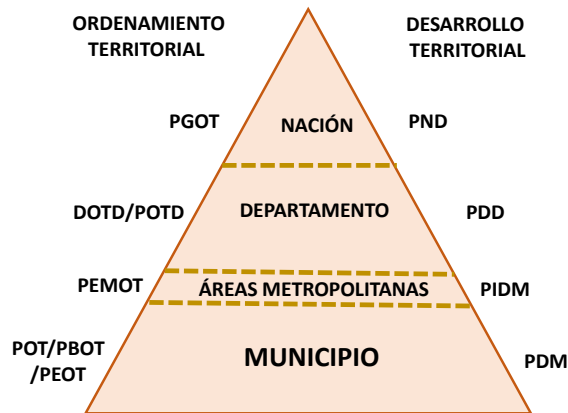 ORDENAMIENTO
TERRITORIAL
DESARROLLO
TERRITORIAL
PGOT
NACIÓN
PND
DOTD/POTD
DEPARTAMENTO
PDD
PEMOT
ÁREAS METROPOLITANAS
PIDM
POT/PBOT
/PEOT
MUNICIPIO
PDM